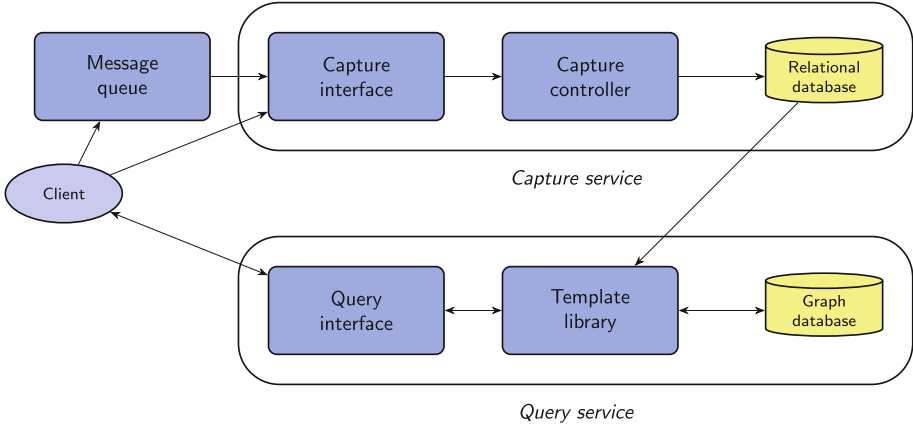 Message
queue
Capture
interface
Capture
controller
Relational
database
Capture service
Client
Query
interface
Template
library
Graph
database
Query service